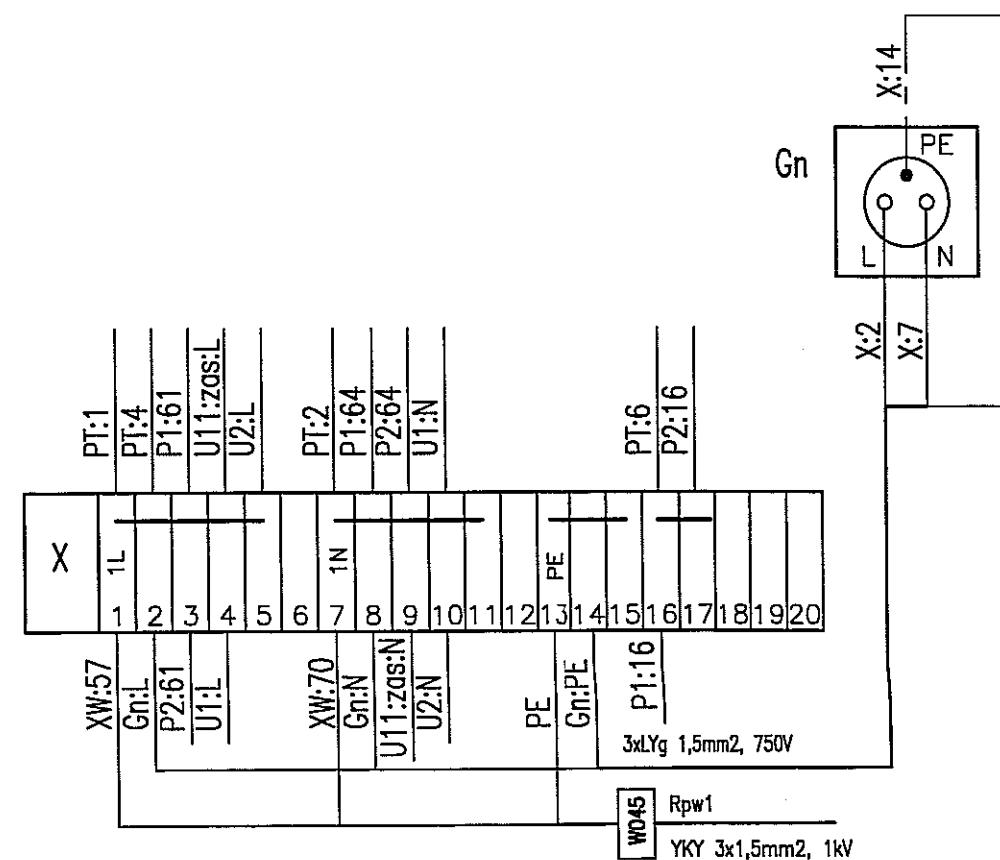 X:14
Gn
PE
L
N
X:2
X:7
PT:1
PT:4
P1:61
U11:zas:L
U2:L
PT:2
P1:64
P2:64
U1:N
PT:6
P2:16
X
1L
1N
PE
1 2 3 4 5 6 7 8 9 10 11 12 13 14 15 16 17 18 19 20
XW:57
Gn:L
P2:61
U1:L
XW:70
Gn:N
U11:zas:N
U2:N
PE
Gn:PE
P1:16
3xLYg 1,5mm2, 750V
W045
Rpw1
YKY 3x1,5mm2, 1kV